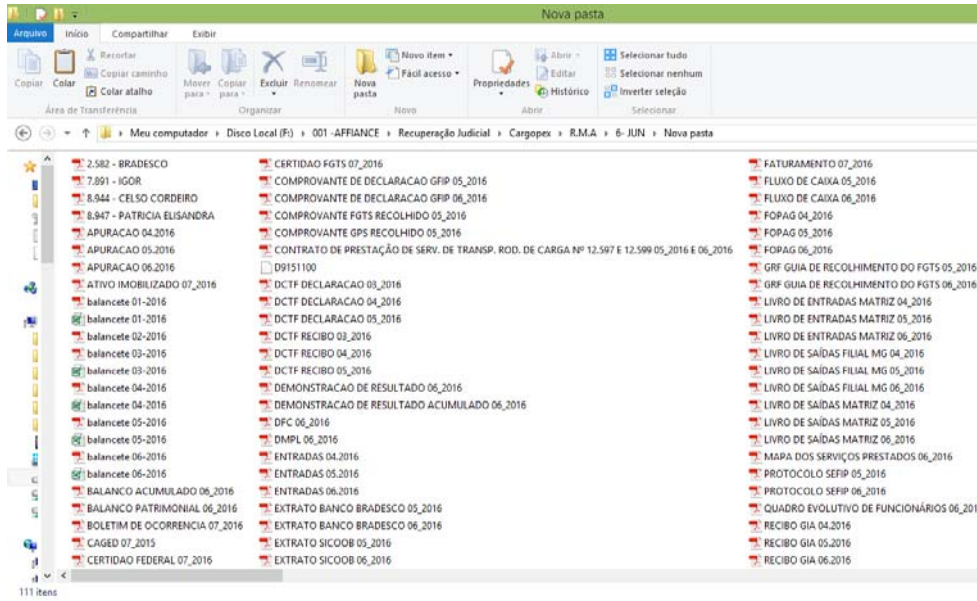 Nova pasta
Arquivo Início Compartilhar Exibir
Copiar
Colar
Recortar
Copiar caminho
Colar atalho
Área de Transferência
Mover para
Copiar para
Excluir
Renomear
Organizar
Nova pasta
Novo item
Fácil acesso
Novo
Propriedades
Abrir
Editar
Histórico
Abrir
Selecionar tudo
Selecionar nenhum
Inverter seleção
Selecionar
Meu computador Disco Local (F:) 001 -AFFIANCE Recuperação Judicial Cargopex R.M.A 6- JUN Nova pasta
2.582 - BRADESCO
7.891 - IGOR
8.944 - CELSO CORDEIRO
8.947 - PATRICIA ELISANDRA
APURACAO 04.2016
APURACAO 05.2016
APURACAO 06.2016
ATIVO IMOBILIZADO 07_2016
balancete 01-2016
balancete 01-2016
balancete 02-2016
balancete 03-2016
balancete 03-2016
balancete 04-2016
balancete 04-2016
balancete 05-2016
balancete 05-2016
balancete 06-2016
balancete 06-2016
BALANCO ACUMULADO 06_2016
BALANCO PATRIMONIAL 06_2016
BOLETIM DE OCORRENCIA 07_2016
CAGED 07_2015
CERTIDAO FEDERAL 07_2016
CERTIDAO FGTS 07_2016
COMPROVANTE DE DECLARACAO GFIP 05_2016
COMPROVANTE DE DECLARACAO GFIP 06_2016
COMPROVANTE FGTS RECOLHIDO 05_2016
COMPROVANTE GPS RECOLHIDO 05_2016
CONTRATO DE PRESTAÇÃO DE SERV. DE TRANSP. ROD. DE CARGA Nº 12.597 E 12.599 05_2016 E 06_2016
D9151100
DCTF DECLARACAO 03_2016
DCTF DECLARACAO 04_2016
DCTF DECLARACAO 05_2016
DCTF RECIBO 03_2016
DCTF RECIBO 04_2016
DCTF RECIBO 05_2016
DEMONSTRACAO DE RESULTADO 06_2016
DEMONSTRACAO DE RESULTADO ACUMULADO 06_2016
DFC 06_2016
DMPL 06_2016
ENTRADAS 04.2016
ENTRADAS 05.2016
ENTRADAS 06.2016
EXTRATO BANCO BRADESCO 05_2016
EXTRATO BANCO BRADESCO 06_2016
EXTRATO SICOOB 05_2016
EXTRATO SICOOB 06_2016
FATURAMENTO 07_2016
FLUXO DE CAIXA 05_2016
FLUXO DE CAIXA 06_2016
FOPAG 04_2016
FOPAG 05_2016
FOPAG 06_2016
GRF GUIA DE RECOLHIMENTO DO FGTS 05_2016
GRF GUIA DE RECOLHIMENTO DO FGTS 06_2016
LIVRO DE ENTRADAS MATRIZ 04_2016
LIVRO DE ENTRADAS MATRIZ 05_2016
LIVRO DE ENTRADAS MATRIZ 06_2016
LIVRO DE SAÍDAS FILIAL MG 04_2016
LIVRO DE SAÍDAS FILIAL MG 05_2016
LIVRO DE SAÍDAS FILIAL MG 06_2016
LIVRO DE SAÍDAS MATRIZ 04_2016
LIVRO DE SAÍDAS MATRIZ 05_2016
LIVRO DE SAÍDAS MATRIZ 06_2016
MAPA DOS SERVIÇOS PRESTADOS 06_2016
PROTOCOLO SEFIP 05_2016
PROTOCOLO SEFIP 06_2016
QUADRO EVOLUTIVO DE FUNCIONÁRIOS 06_201
RECIBO GIA 04.2016
RECIBO GIA 05.2016
RECIBO GIA 06.2016
111 itens